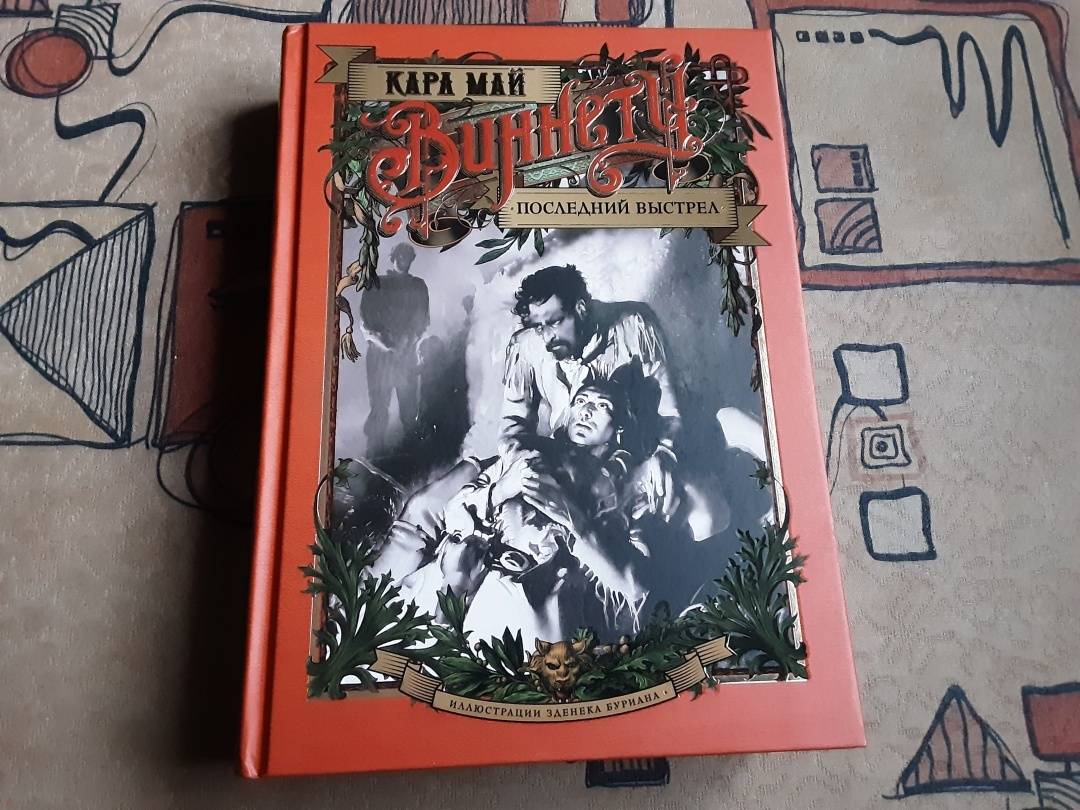 КАРЛ МАЙ
Виннету
ПОСЛЕДНИЙ ВЫСТРЕЛ
ИЛЛЮСТРАЦИИ ЗДЕНЕКА БУРИАНА